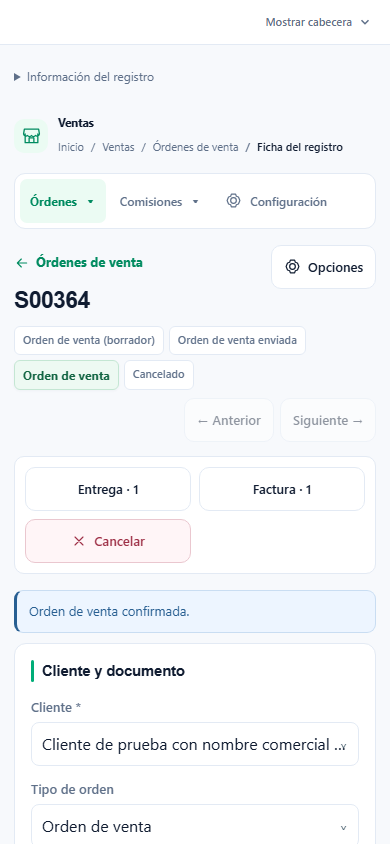 Mostrar cabecera
Información del registro
Ventas
Inicio / Ventas / Órdenes de venta / Ficha del registro
Órdenes Comisiones Configuración
← Órdenes de venta
Opciones
S00364
Orden de venta (borrador) Orden de venta enviada
Orden de venta Cancelado
← Anterior Siguiente →
Entrega · 1 Factura · 1
Cancelar
Orden de venta confirmada.
Cliente y documento
Cliente *
Cliente de prueba con nombre comercial ...
Tipo de orden
Orden de venta